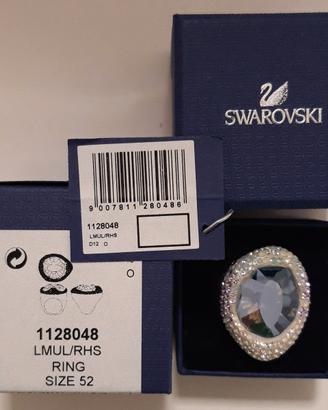 SWAROVSKI
9 007811 280486
1128048
LMUL/RHS
D12 O
O
1128048
LMUL/RHS
RING
SIZE 52